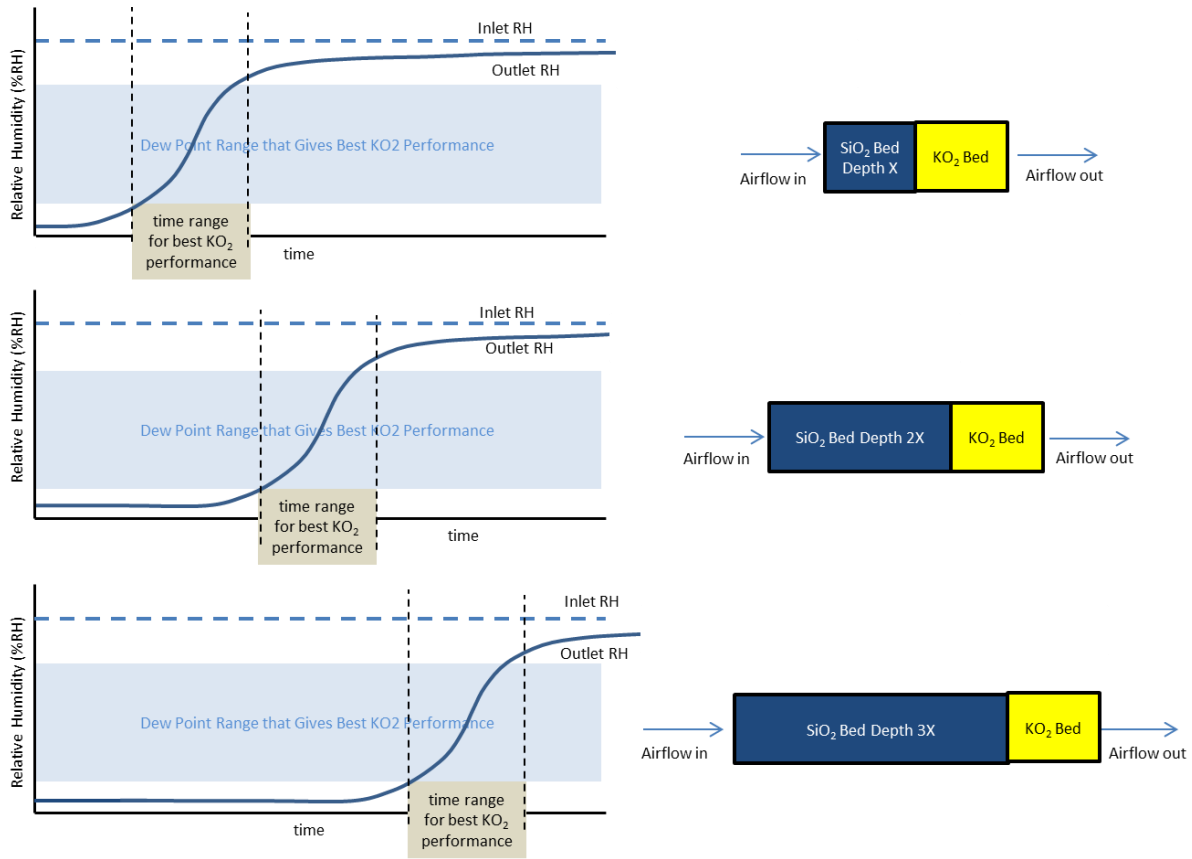 Relative Humidity (%RH)
Inlet RH
Outlet RH
Dew Point Range that Gives Best KO2 Performance
time range
for best KO₂
performance
time
SiO₂ Bed
Depth X
KO₂ Bed
Airflow in
Airflow out
Relative Humidity (%RH)
Inlet RH
Outlet RH
Dew Point Range that Gives Best KO2 Performance
time range
for best KO₂
performance
time
SiO₂ Bed Depth 2X
KO₂ Bed
Airflow in
Airflow out
Relative Humidity (%RH)
Inlet RH
Outlet RH
Dew Point Range that Gives Best KO2 Performance
time range
for best KO₂
performance
time
SiO₂ Bed Depth 3X
KO₂ Bed
Airflow in
Airflow out